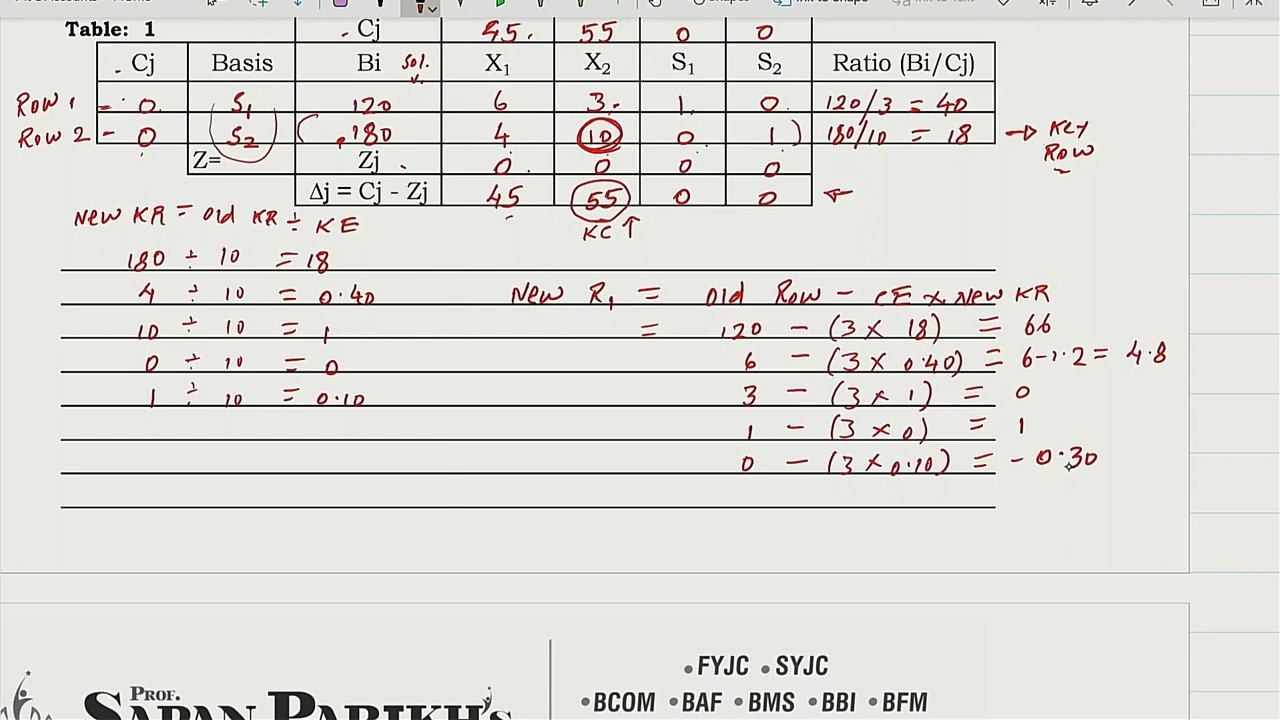 Table: 1
Cj 45 55 0 0
Cj Basis Bi sol. X1 X2 S1 S2 Ratio (Bi/Cj)
Row 1 0 S1 120 6 3 1 0 120/3 = 40
Row 2 0 S2 180 4 10 0 1 180/10 = 18 → KEY ROW
Z= Zj 0 0 0 0
Δj = Cj - Zj 45 55 0 0
KC ↑
New KR = Old KR ÷ KE
180 ÷ 10 = 18
4 ÷ 10 = 0.40
10 ÷ 10 = 1
0 ÷ 10 = 0
1 ÷ 10 = 0.10
New R1 = Old Row - CE x New KR
= 120 - (3 x 18) = 66
6 - (3 x 0.40) = 6-1.2 = 4.8
3 - (3 x 1) = 0
1 - (3 x 0) = 1
0 - (3 x 0.10) = - 0.30
•FYJC •SYJC
PROF.
SAPAN PARIKH's
•BCOM •BAF •BMS •BBI •BFM